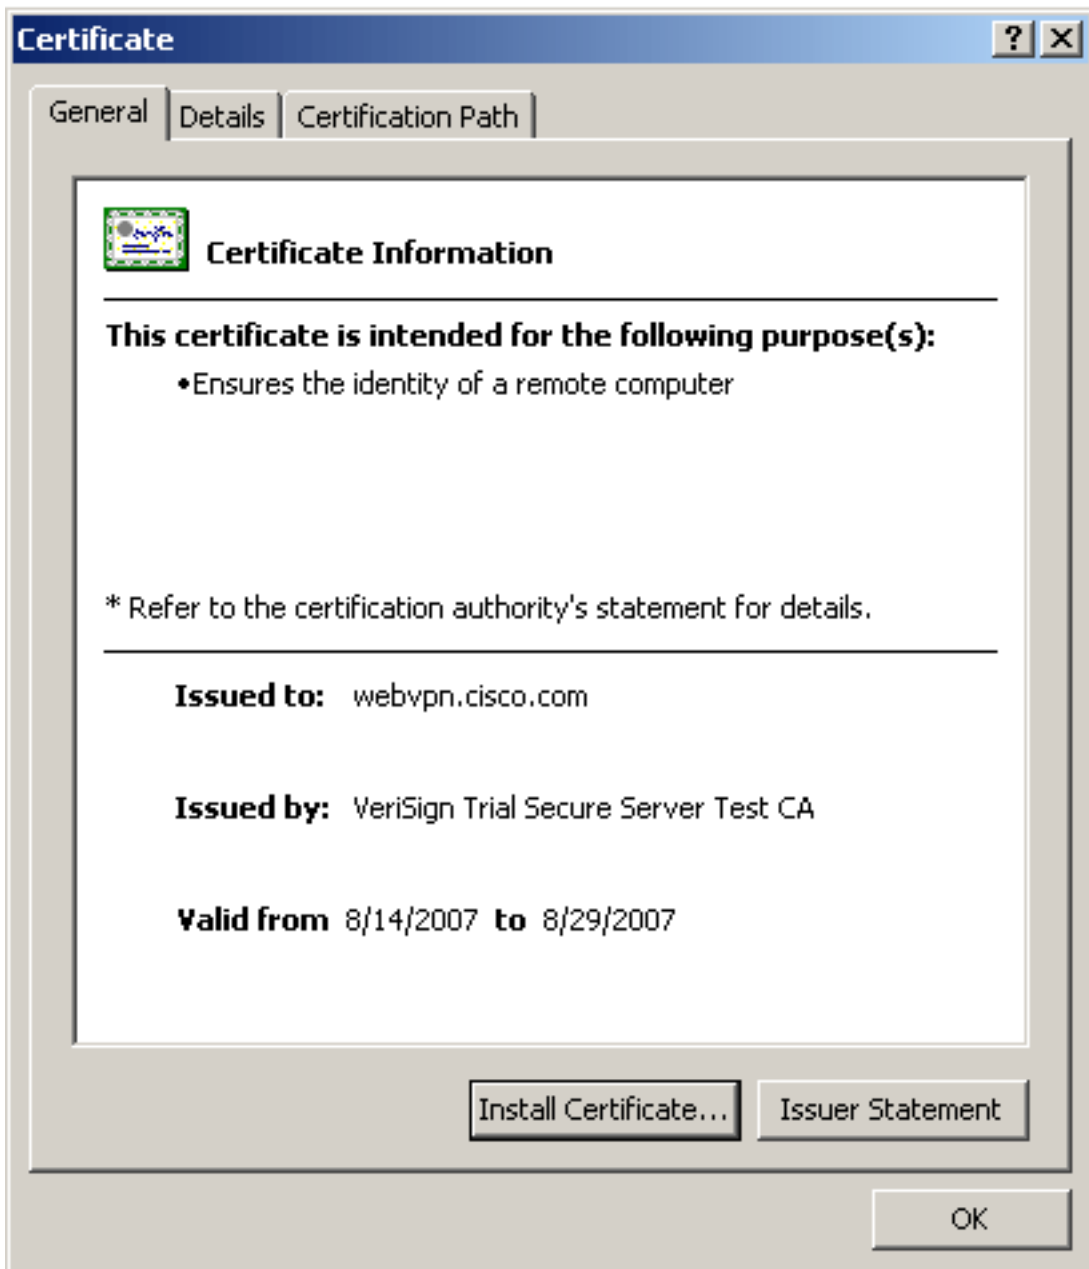 Certificate
General Details Certification Path
Certificate Information
This certificate is intended for the following purpose(s):
•Ensures the identity of a remote computer
* Refer to the certification authority's statement for details.
Issued to: webvpn.cisco.com
Issued by: VeriSign Trial Secure Server Test CA
Valid from 8/14/2007 to 8/29/2007
Install Certificate... Issuer Statement
OK